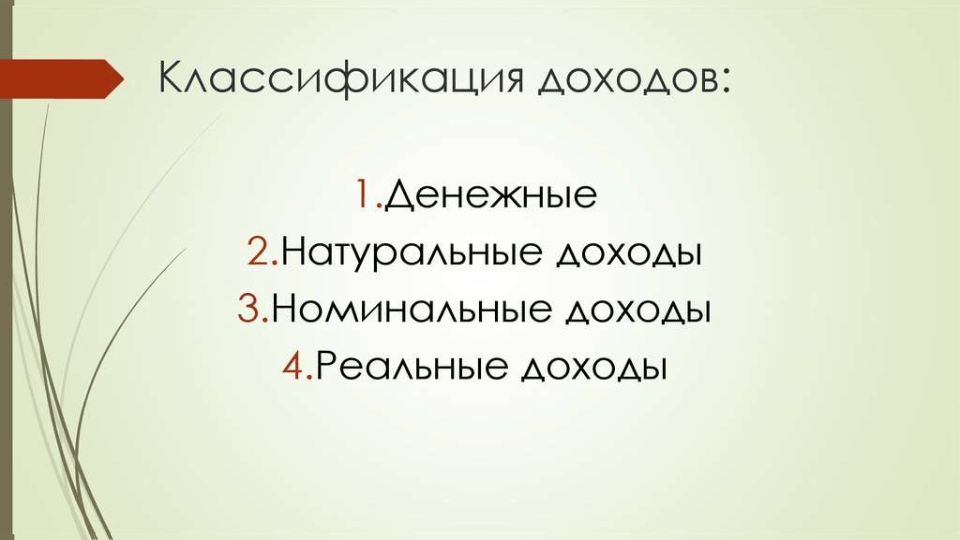 Классификация доходов:
1.Денежные
2.Натуральные доходы
3.Номинальные доходы
4.Реальные доходы